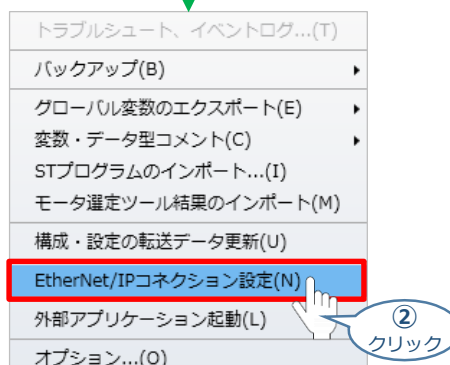 トラブルシュート、イベントログ...(T)
バックアップ(B)
グローバル変数のエクスポート(E)
変数・データ型コメント(C)
STプログラムのインポート...(I)
モータ選定ツール結果のインポート(M)
構成・設定の転送データ更新(U)
EtherNet/IPコネクション設定(N)
外部アプリケーション起動(L)
②
クリック
オプション...(O)